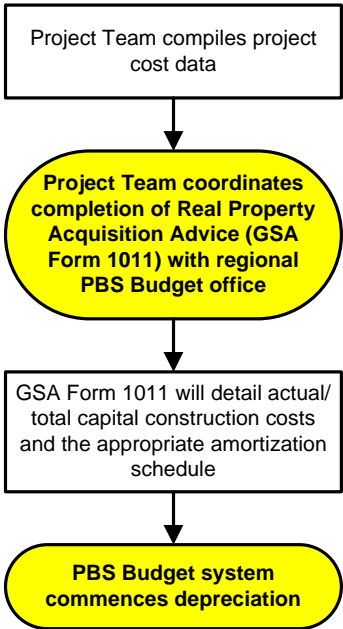 Project Team compiles project
cost data
Project Team coordinates
completion of Real Property
Acquisition Advice (GSA
Form 1011) with regional
PBS Budget office
GSA Form 1011 will detail actual/
total capital construction costs
and the appropriate amortization
schedule
PBS Budget system
commences depreciation